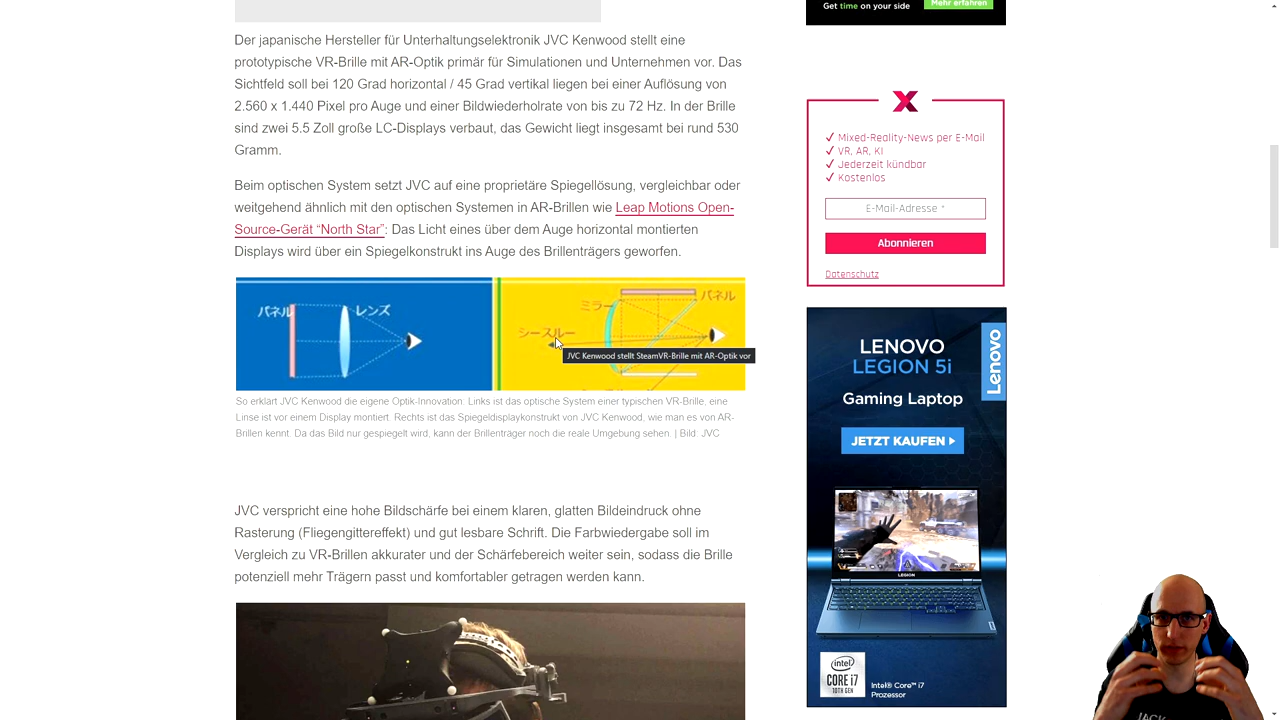 Get time on your side
Mehr erfahren
Der japanische Hersteller für Unterhaltungselektronik JVC Kenwood stellt eine
prototypische VR-Brille mit AR-Optik primär für Simulationen und Unternehmen vor. Das
Sichtfeld soll bei 120 Grad horizontal / 45 Grad vertikal liegen bei einer Auflösung von
2.560 x 1.440 Pixel pro Auge und einer Bildwiederholrate von bis zu 72 Hz. In der Brille
sind zwei 5.5 Zoll große LC-Displays verbaut, das Gewicht liegt insgesamt bei rund 530
Gramm.
Beim optischen System setzt JVC auf eine proprietäre Spiegellösung, vergleichbar oder
weitgehend ähnlich mit den optischen Systemen in AR-Brillen wie Leap Motions Open-
Source-Gerät “North Star”: Das Licht eines über dem Auge horizontal montierten
Displays wird über ein Spiegelkonstrukt ins Auge des Brillenträgers geworfen.
パネル
レンズ
ミラー
パネル
シースルー
JVC Kenwood stellt SteamVR-Brille mit AR-Optik vor
So erklärt JVC Kenwood die eigene Optik-Innovation: Links ist das optische System einer typischen VR-Brille, eine
Linse ist vor einem Display montiert. Rechts ist das Spiegeldisplaykonstrukt von JVC Kenwood, wie man es von AR-
Brillen kennt. Da das Bild nur gespiegelt wird, kann der Brillenträger noch die reale Umgebung sehen. | Bild: JVC
JVC verspricht eine hohe Bildschärfe bei einem klaren, glatten Bildeindruck ohne
Rasterung (Fliegengittereffekt) und gut lesbare Schrift. Die Farbwiedergabe soll im
Vergleich zu VR-Brillen akkurater und der Schärfebereich weiter sein, sodass die Brille
potenziell mehr Trägern passt und komfortabler getragen werden kann.
X
✓ Mixed-Reality-News per E-Mail
✓ VR, AR, KI
✓ Jederzeit kündbar
✓ Kostenlos
E-Mail-Adresse *
Abonnieren
Datenschutz
LENOVO
LEGION 5i
Lenovo
Gaming Laptop
JETZT KAUFEN
LEGION
intel
CORE i7
10TH GEN
Intel® Core™ i7
Prozessor
JACK